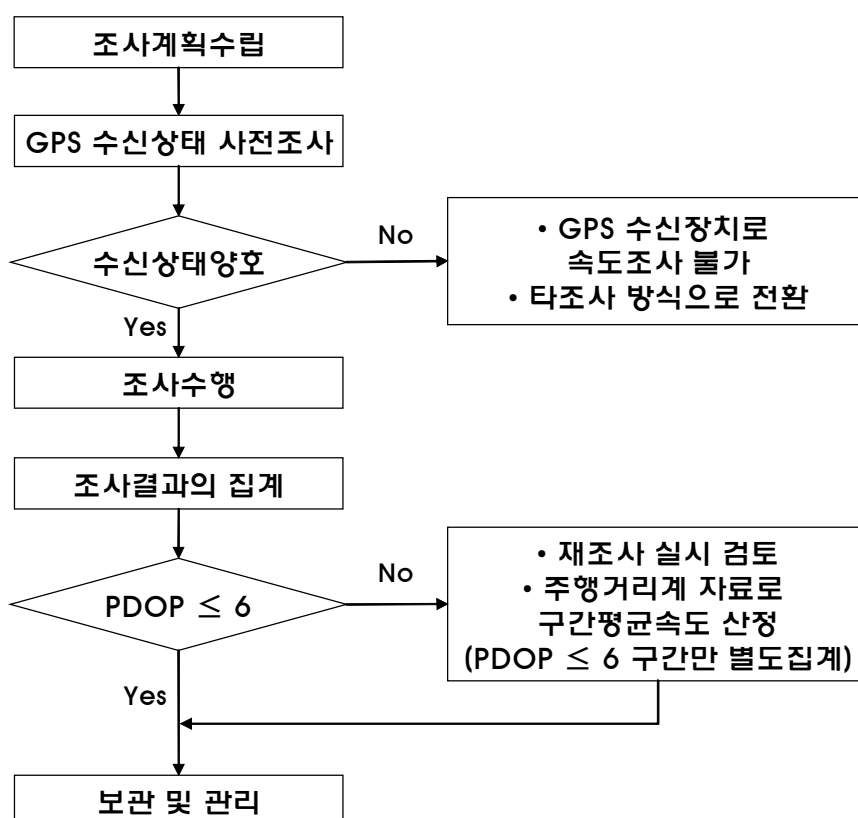 조사계획수립
GPS 수신상태 사전조사
수신상태양호
No
• GPS 수신장치로
속도조사 불가
• 타조사 방식으로 전환
Yes
조사수행
조사결과의 집계
PDOP ≤ 6
No
• 재조사 실시 검토
• 주행거리계 자료로
구간평균속도 산정
(PDOP ≤ 6 구간만 별도집계)
Yes
보관 및 관리